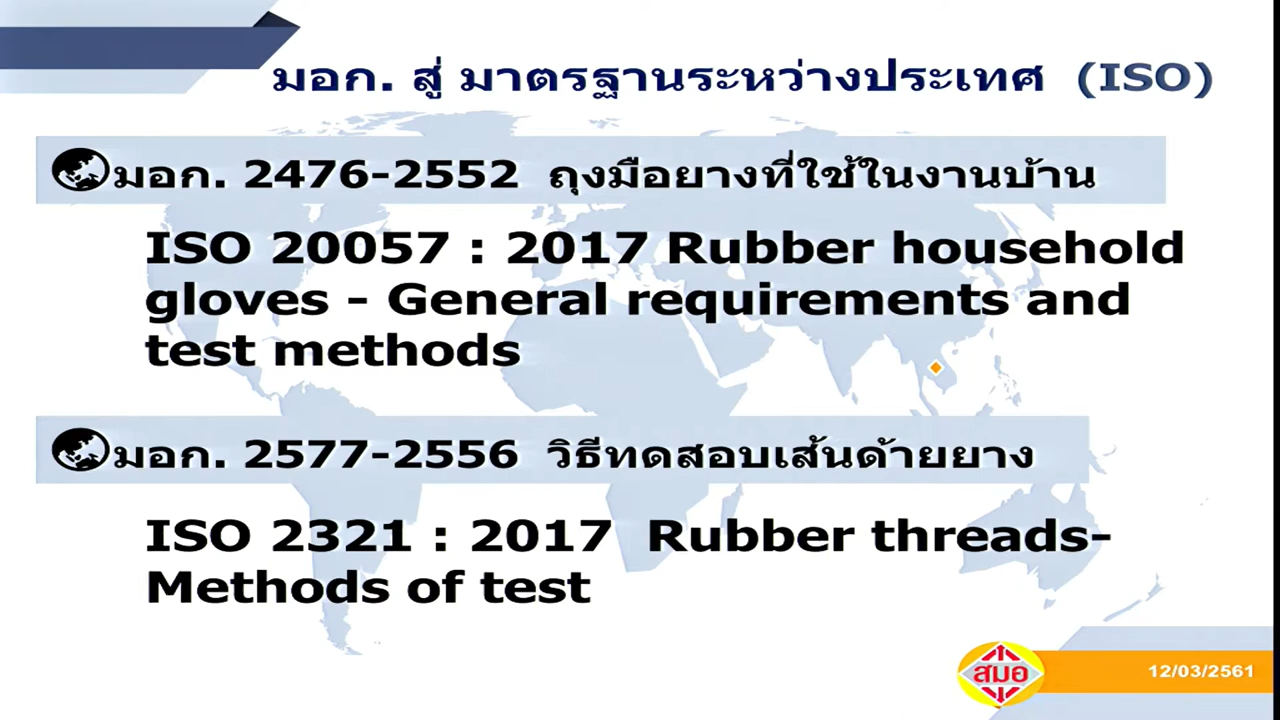 มอก. สู่ มาตรฐานระหว่างประเทศ (ISO)
มอก. 2476-2552 ถุงมือยางที่ใช้ในงานบ้าน
ISO 20057 : 2017 Rubber household
gloves - General requirements and
test methods
มอก. 2577-2556 วิธีทดสอบเส้นด้ายยาง
ISO 2321 : 2017 Rubber threads-
Methods of test
สมอ
12/03/2561